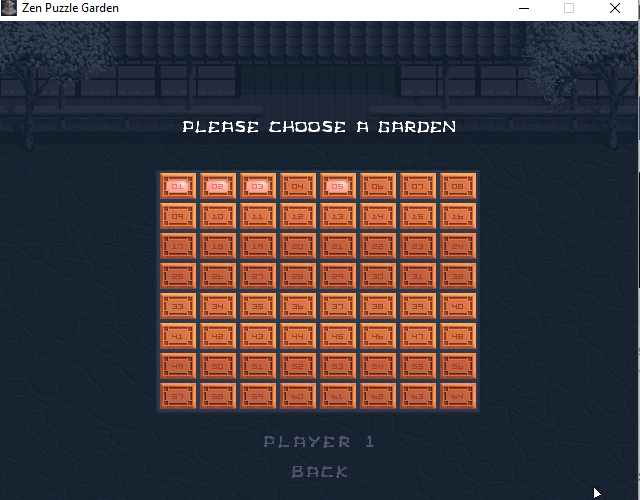 Zen Puzzle Garden
PLEASE CHOOSE A GARDEN
01 02 03 04 05 06 07 08
09 10 11 12 13 14 15 16
17 18 19 20 21 22 23 24
25 26 27 28 29 30 31 32
33 34 35 36 37 38 39 40
41 42 43 44 45 46 47 48
49 50 51 52 53 54 55 56
57 58 59 60 61 62 63 64
PLAYER 1
BACK